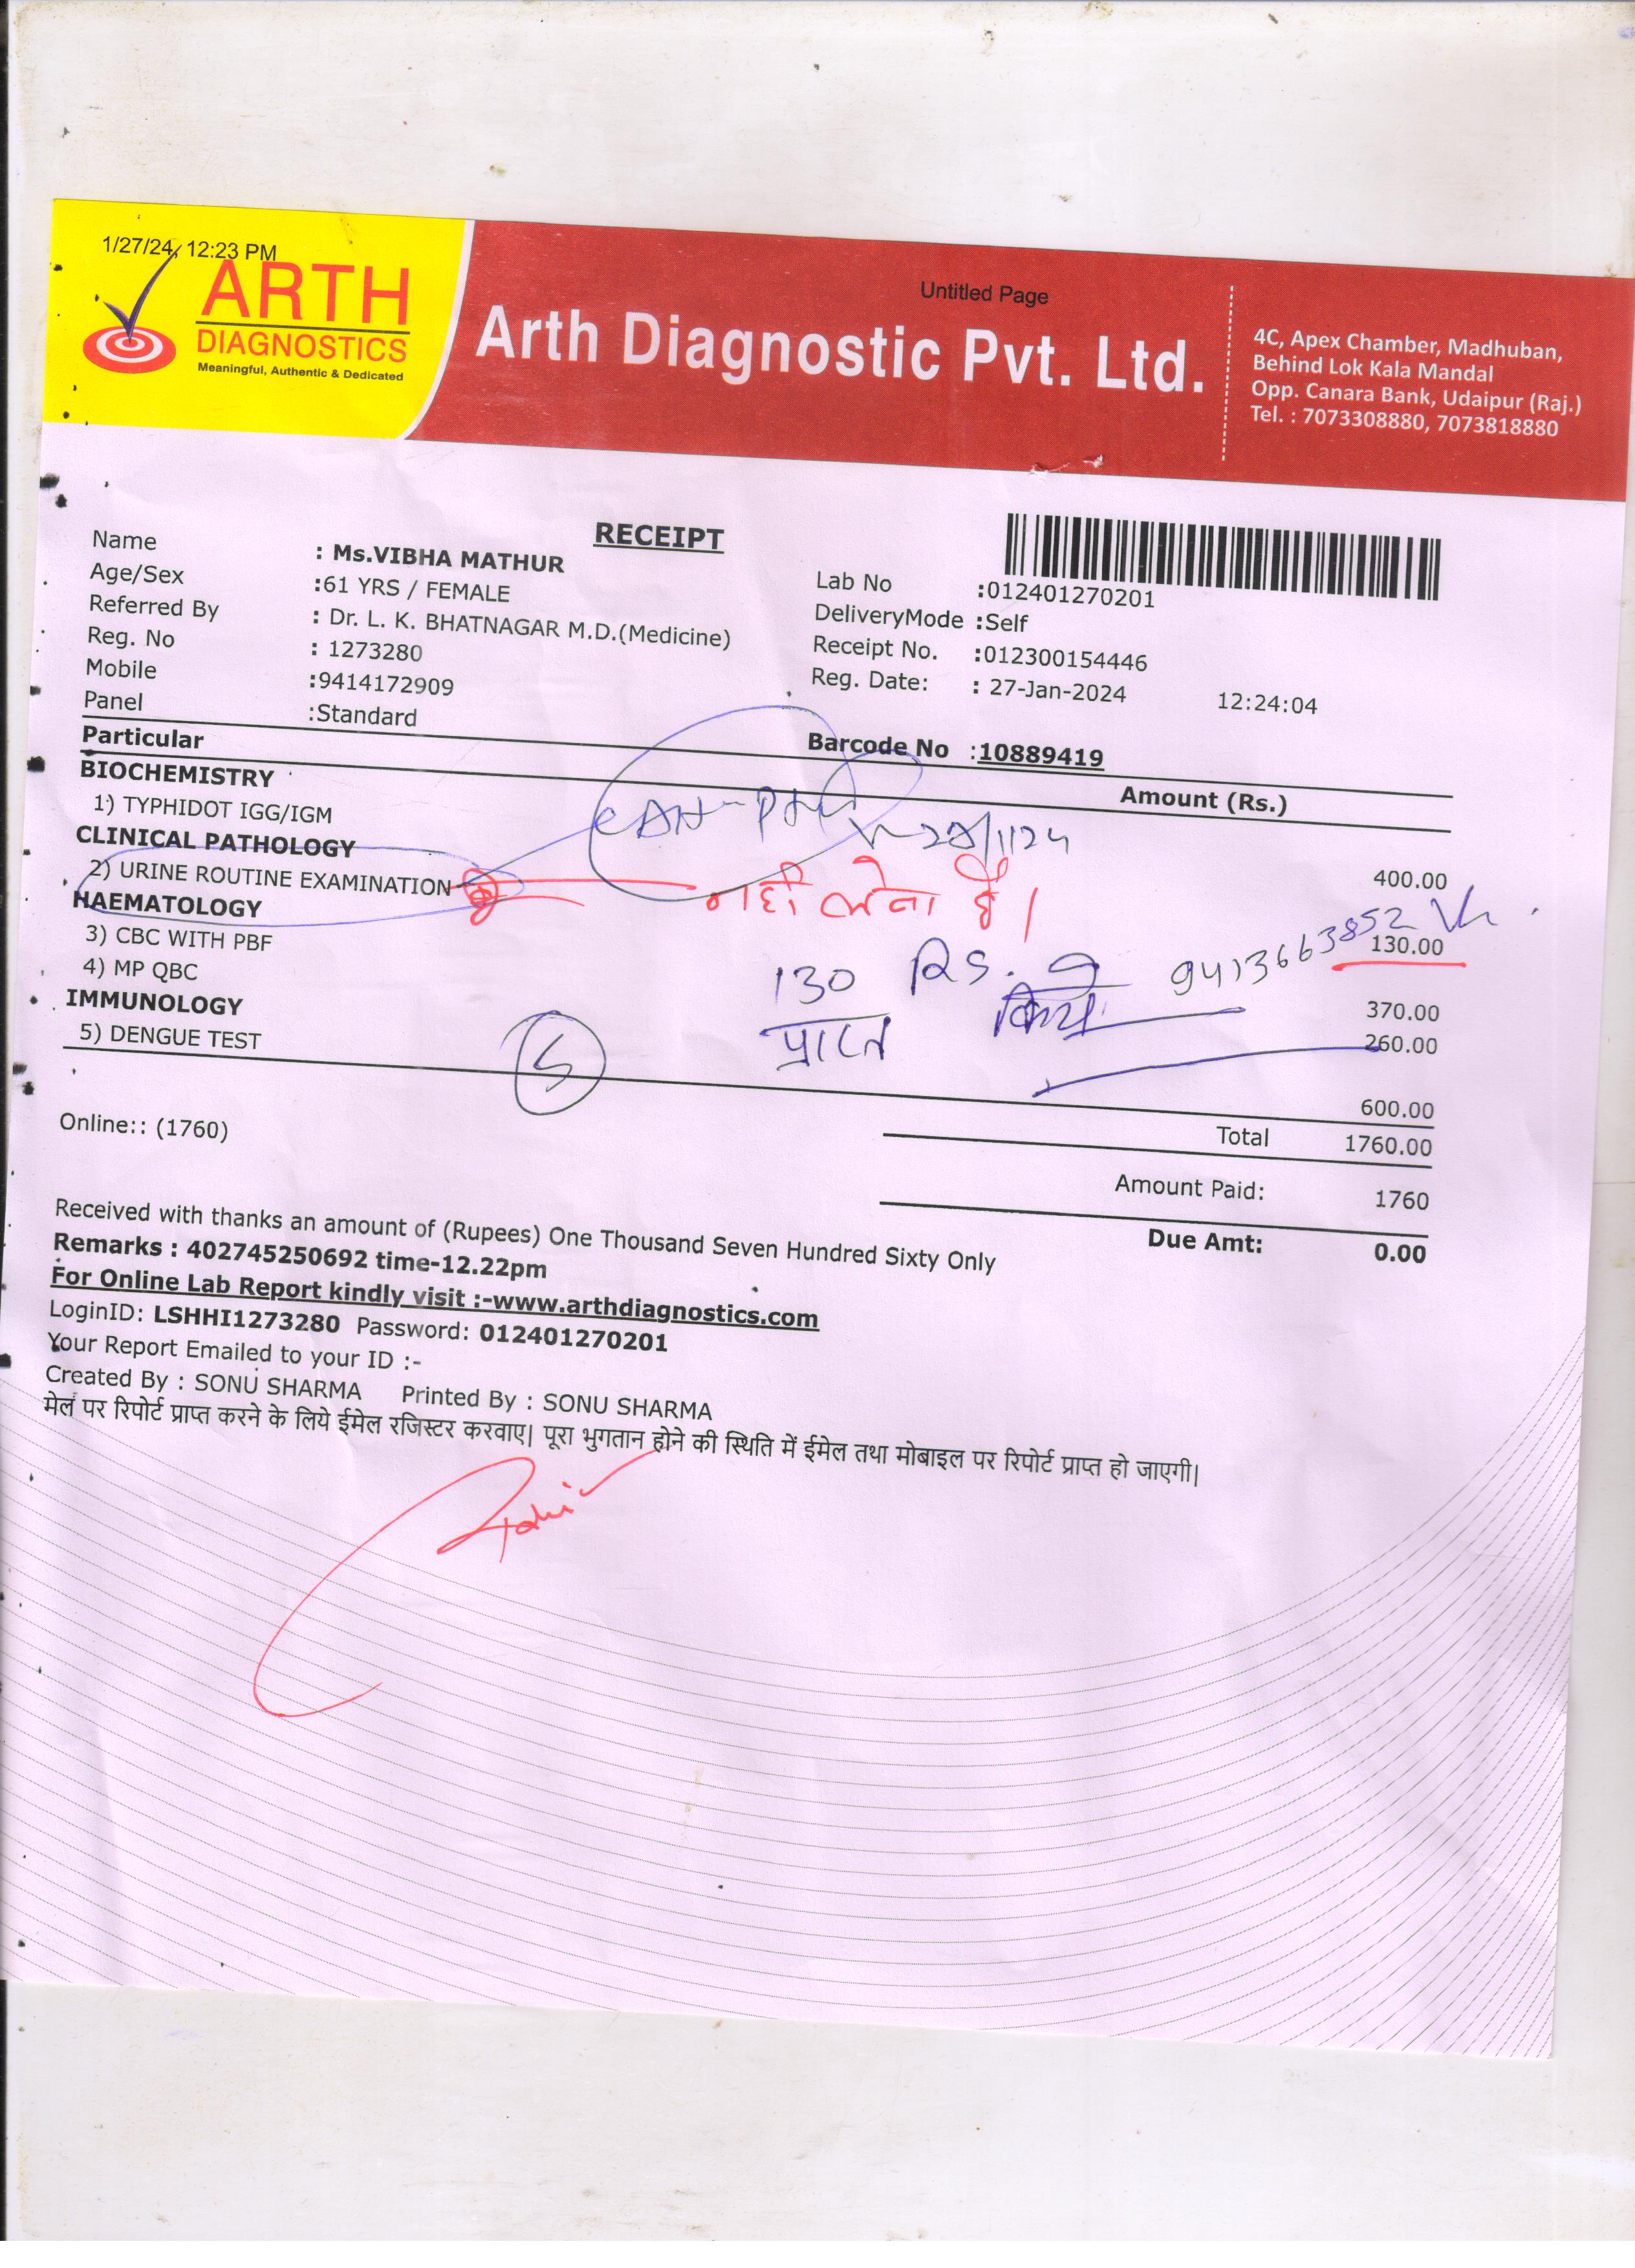 1/27/24, 12:23 PM
Untitled Page
ARTH
DIAGNOSTICS
Meaningful, Authentic & Dedicated
Arth Diagnostic Pvt. Ltd.
4C, Apex Chamber, Madhuban,
Behind Lok Kala Mandal
Opp. Canara Bank, Udaipur (Raj.)
Tel. : 7073308880, 7073818880
RECEIPT
Name : Ms.VIBHA MATHUR
Age/Sex :61 YRS / FEMALE
Referred By : Dr. L. K. BHATNAGAR M.D.(Medicine)
Reg. No : 1273280
Mobile :9414172909
Panel :Standard
Lab No :012401270201
DeliveryMode :Self
Receipt No. :012300154446
Reg. Date: : 27-Jan-2024 12:24:04
Barcode No :10889419
Particular Amount (Rs.)
BIOCHEMISTRY
1) TYPHIDOT IGG/IGM 400.00
CLINICAL PATHOLOGY
2) URINE ROUTINE EXAMINATION 130.00
28/1/24
नहीं लेना है।
9413663852
HAEMATOLOGY
3) CBC WITH PBF 370.00
4) MP QBC 260.00
130 Rs.
प्राप्त किये
IMMUNOLOGY
5) DENGUE TEST 600.00
Total 1760.00
Online:: (1760)
Amount Paid: 1760
Due Amt: 0.00
Received with thanks an amount of (Rupees) One Thousand Seven Hundred Sixty Only
Remarks : 402745250692 time-12.22pm
For Online Lab Report kindly visit :-www.arthdiagnostics.com
LoginID: LSHHI1273280 Password: 012401270201
Your Report Emailed to your ID :-
Created By : SONU SHARMA Printed By : SONU SHARMA
मेल पर रिपोर्ट प्राप्त करने के लिये ईमेल रजिस्टर करवाए। पूरा भुगतान होने की स्थिति में ईमेल तथा मोबाइल पर रिपोर्ट प्राप्त हो जाएगी।